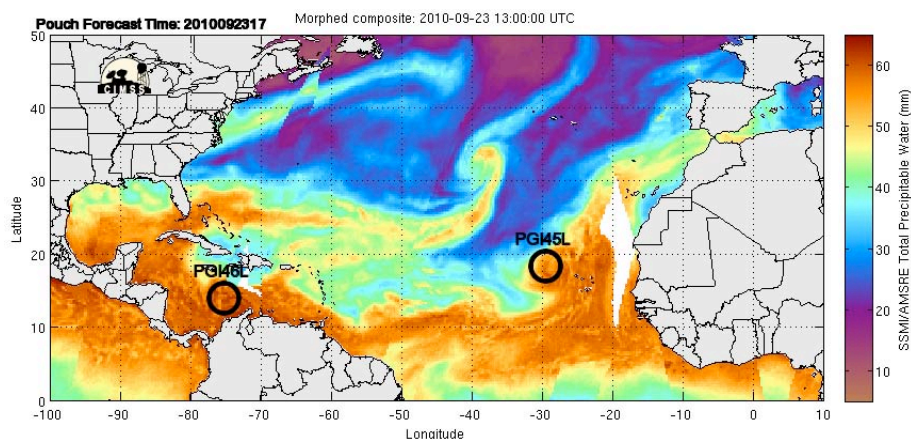 Pouch Forecast Time: 2010092317
Morphed composite: 2010-09-23 13:00:00 UTC
CIMSS
PGI45L
PGI46L
50
40
30
20
10
0
Latitude
-100 -90 -80 -70 -60 -50 -40 -30 -20 -10 0 10
Longitude
60
50
40
30
20
10
SSMI/AMSRE Total Precipitable Water (mm)